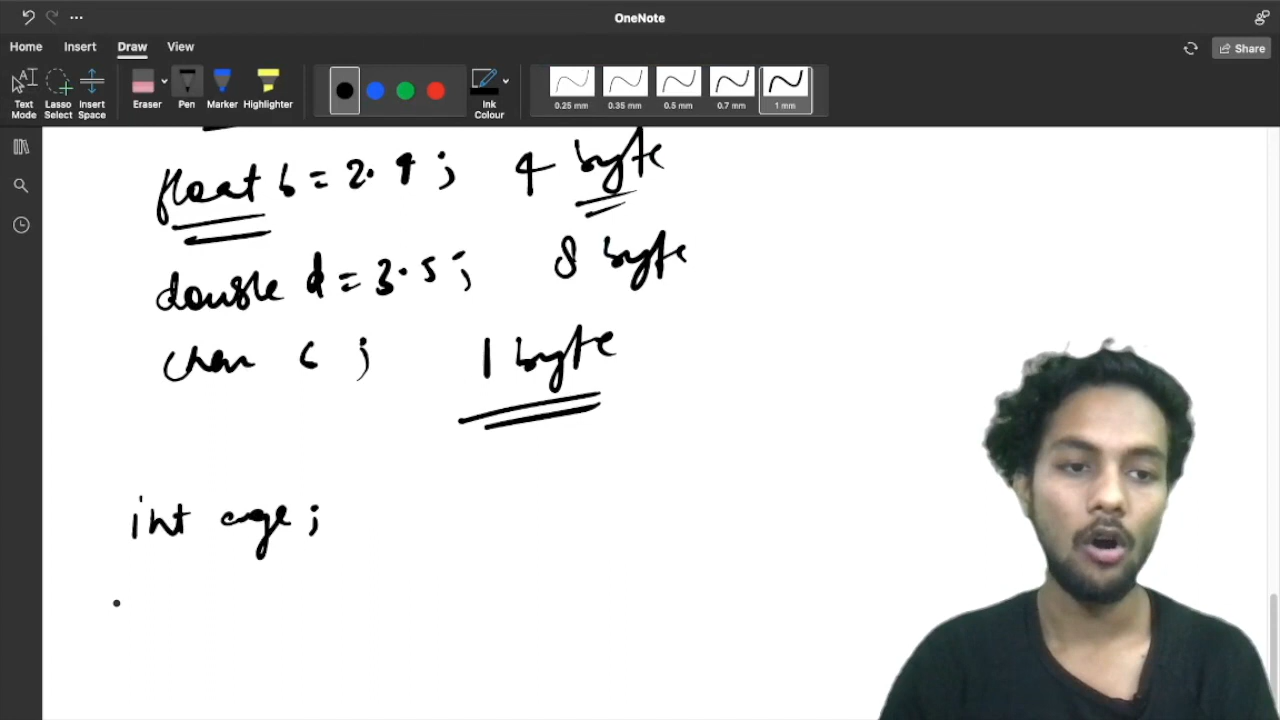 OneNote
Home Insert Draw View Share
Text Mode Lasso Select Insert Space Eraser Pen Marker Highlighter Ink Colour 0.25 mm 0.35 mm 0.5 mm 0.7 mm 1 mm
float b = 2.9 ; 4 byte
double d = 3.5 ; 8 byte
char c ; 1 byte
int age ;